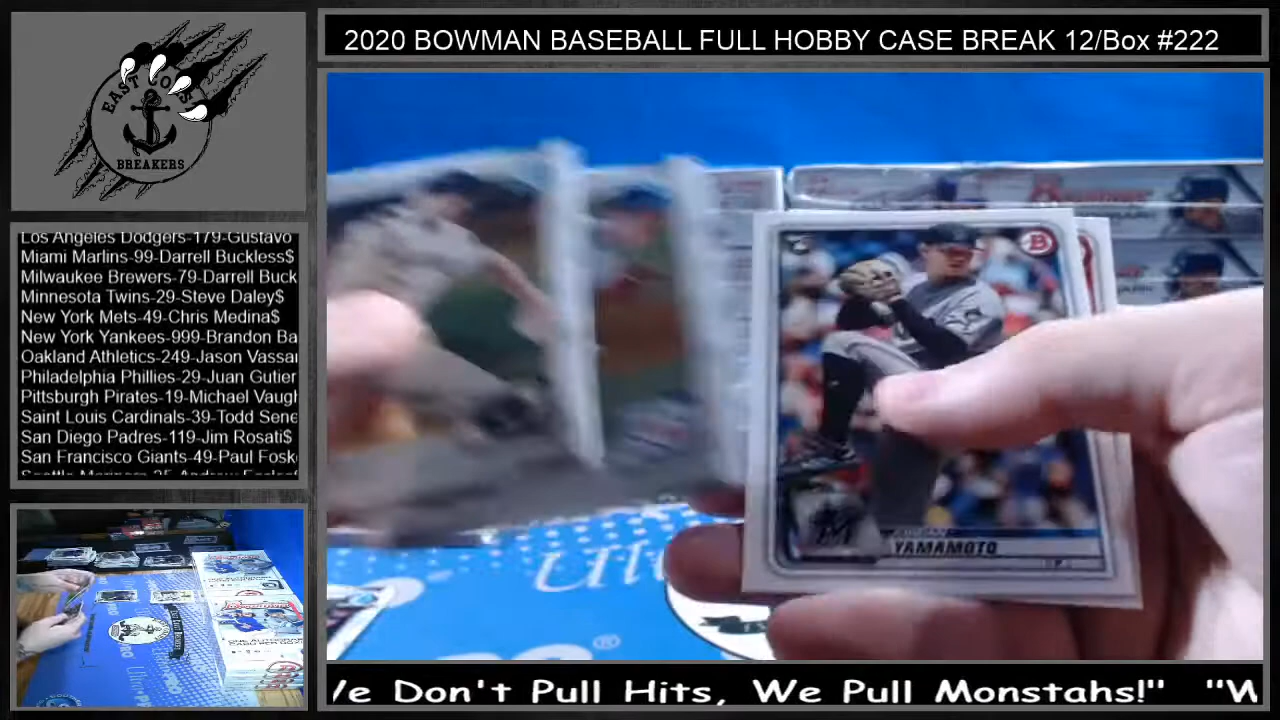 EAST COAST
BREAKERS
2020 BOWMAN BASEBALL FULL HOBBY CASE BREAK 12/Box #222
Los Angeles Dodgers-179-Gustavo
Miami Marlins-99-Darrell Buckless$
Milwaukee Brewers-79-Darrell Buck
Minnesota Twins-29-Steve Daley$
New York Mets-49-Chris Medina$
New York Yankees-999-Brandon Ba
Oakland Athletics-249-Jason Vassar
Philadelphia Phillies-29-Juan Gutier
Pittsburgh Pirates-19-Michael Vaugh
Saint Louis Cardinals-39-Todd Sene
San Diego Padres-119-Jim Rosati$
San Francisco Giants-49-Paul Fosk
Bowman
B
YAMAMOTO
Ultra
/e Don't Pull Hits, We Pull Monstahs!" "W